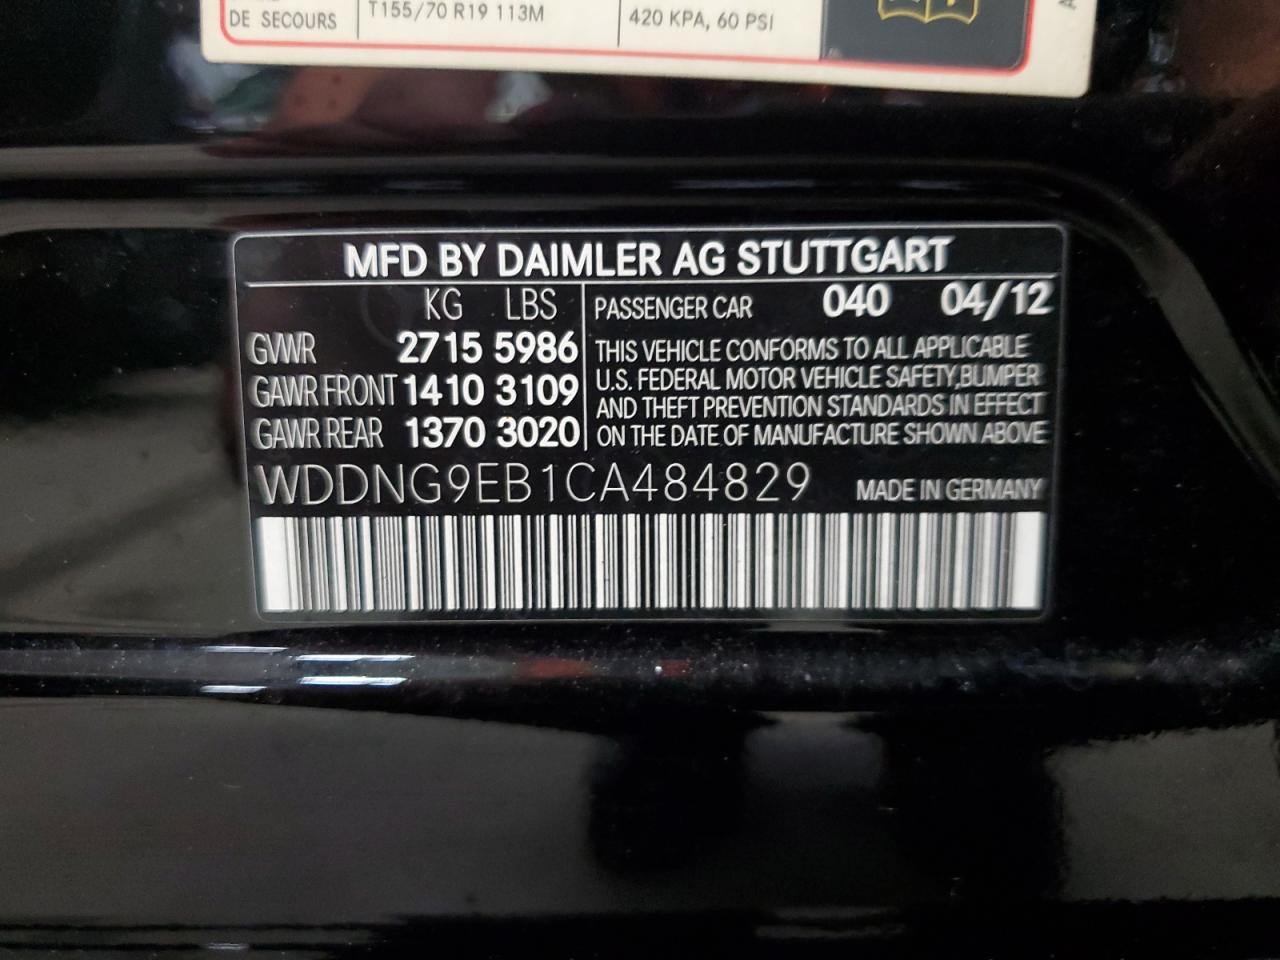 DE SECOURS T155/70 R19 113M 420 KPA, 60 PSI
MFD BY DAIMLER AG STUTTGART
KG LBS PASSENGER CAR 040 04/12
GVWR 2715 5986 THIS VEHICLE CONFORMS TO ALL APPLICABLE
GAWR FRONT 1410 3109 U.S. FEDERAL MOTOR VEHICLE SAFETY,BUMPER
AND THEFT PREVENTION STANDARDS IN EFFECT
GAWR REAR 1370 3020 ON THE DATE OF MANUFACTURE SHOWN ABOVE
WDDNG9EB1CA484829 MADE IN GERMANY